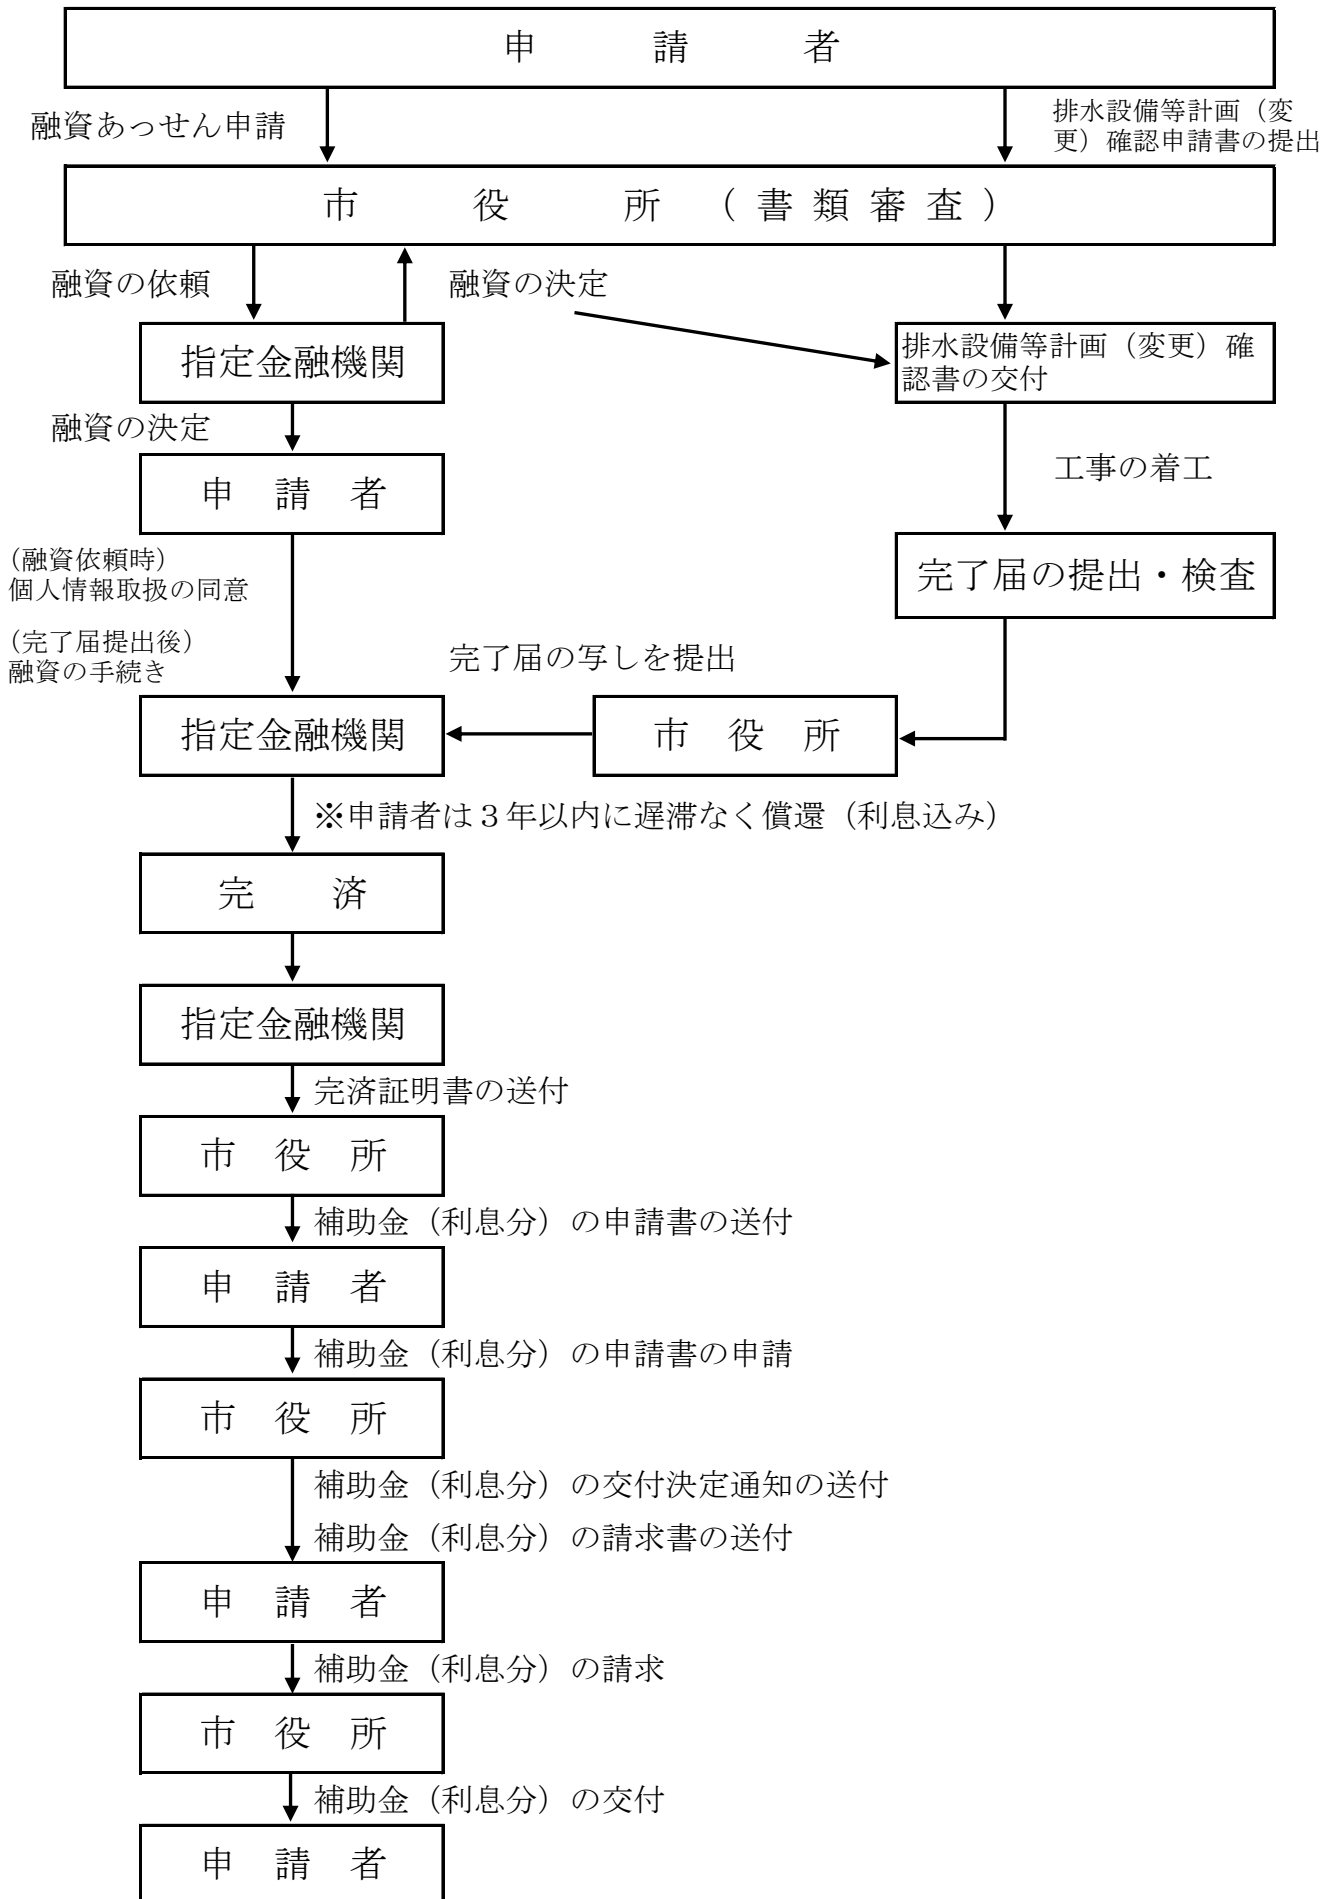 申請者
融資あっせん申請
排水設備等計画（変
更）確認申請書の提出
市役所（書類審査）
融資の依頼
融資の決定
指定金融機関
排水設備等計画（変更）確
認書の交付
融資の決定
工事の着工
申請者
（融資依頼時）
個人情報取扱の同意
完了届の提出・検査
（完了届提出後）
融資の手続き
完了届の写しを提出
指定金融機関
市役所
※申請者は３年以内に遅滞なく償還（利息込み）
完済
指定金融機関
完済証明書の送付
市役所
補助金（利息分）の申請書の送付
申請者
補助金（利息分）の申請書の申請
市役所
補助金（利息分）の交付決定通知の送付
補助金（利息分）の請求書の送付
申請者
補助金（利息分）の請求
市役所
補助金（利息分）の交付
申請者